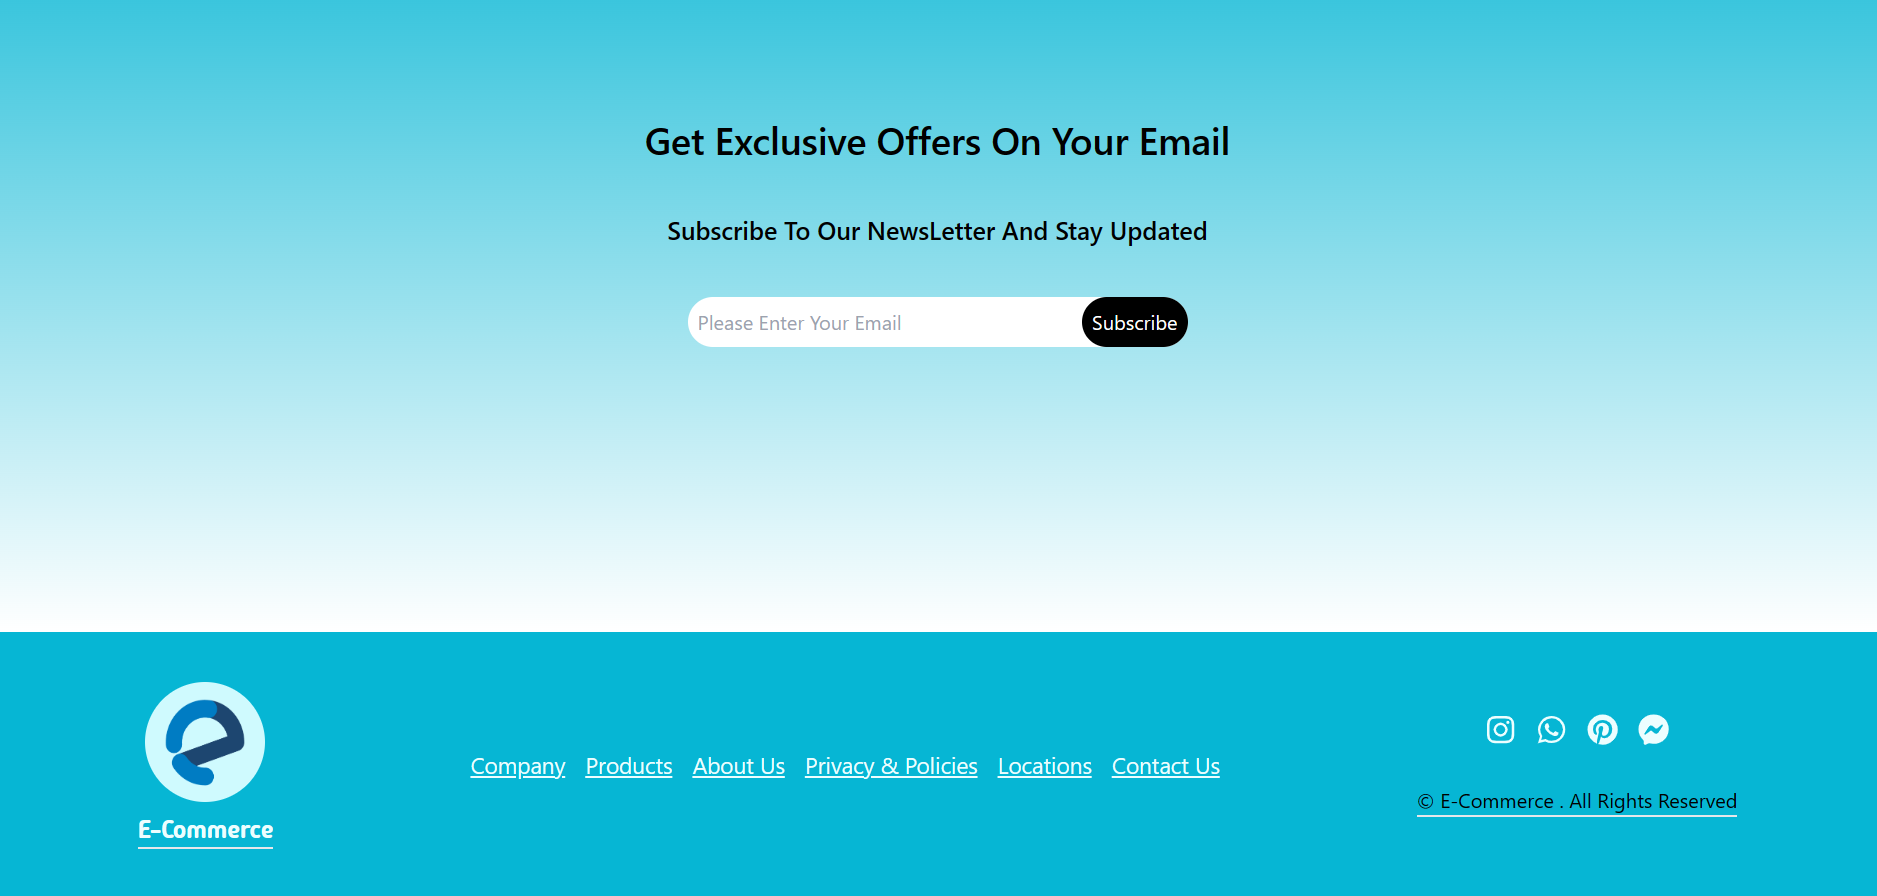 Get Exclusive Offers On Your Email
Subscribe To Our NewsLetter And Stay Updated
Please Enter Your Email Subscribe
E-Commerce
Company Products About Us Privacy & Policies Locations Contact Us
© E-Commerce . All Rights Reserved